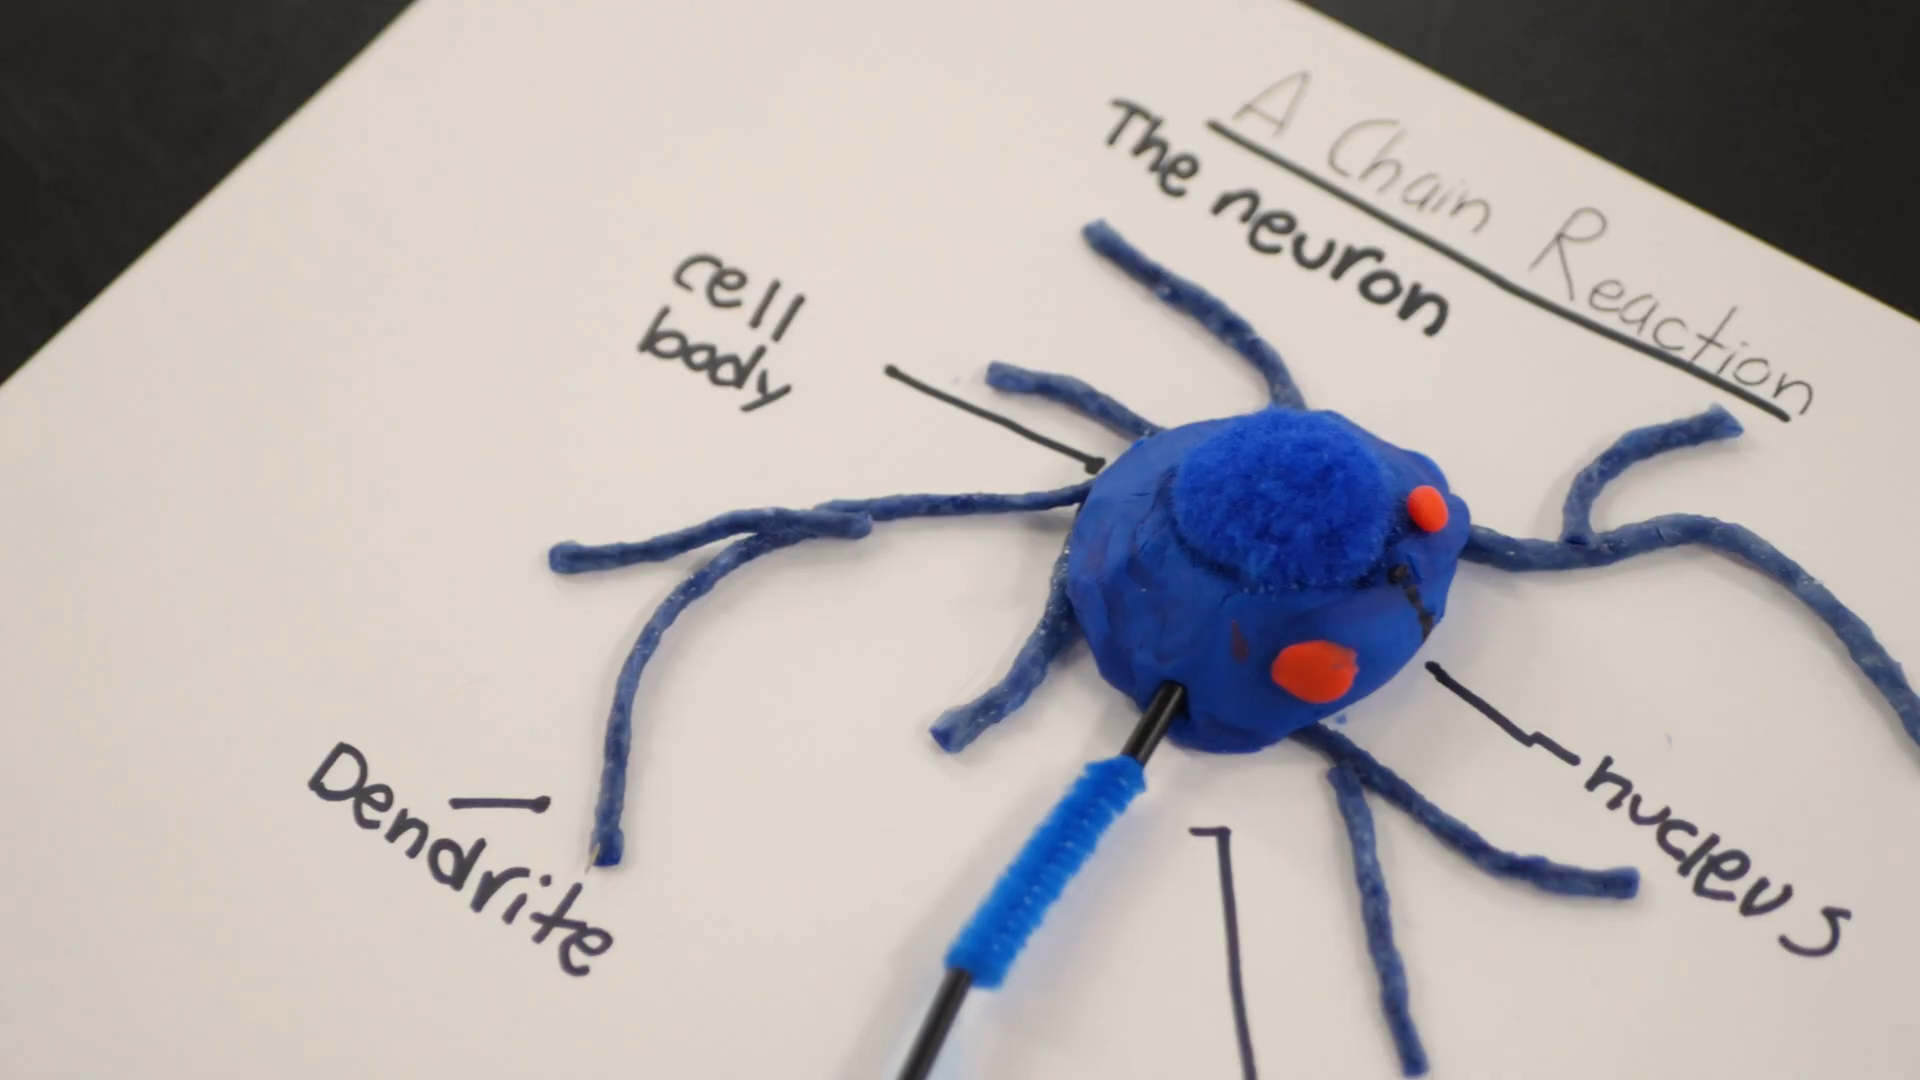 A Chain Reaction
The neuron
cell
body
Dendrite
nucleus